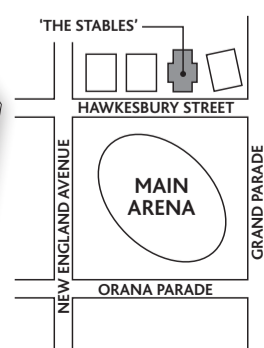 'THE STABLES'
HAWKESBURY STREET
NEW ENGLAND AVENUE
MAIN
ARENA
GRAND PARADE
ORANA PARADE